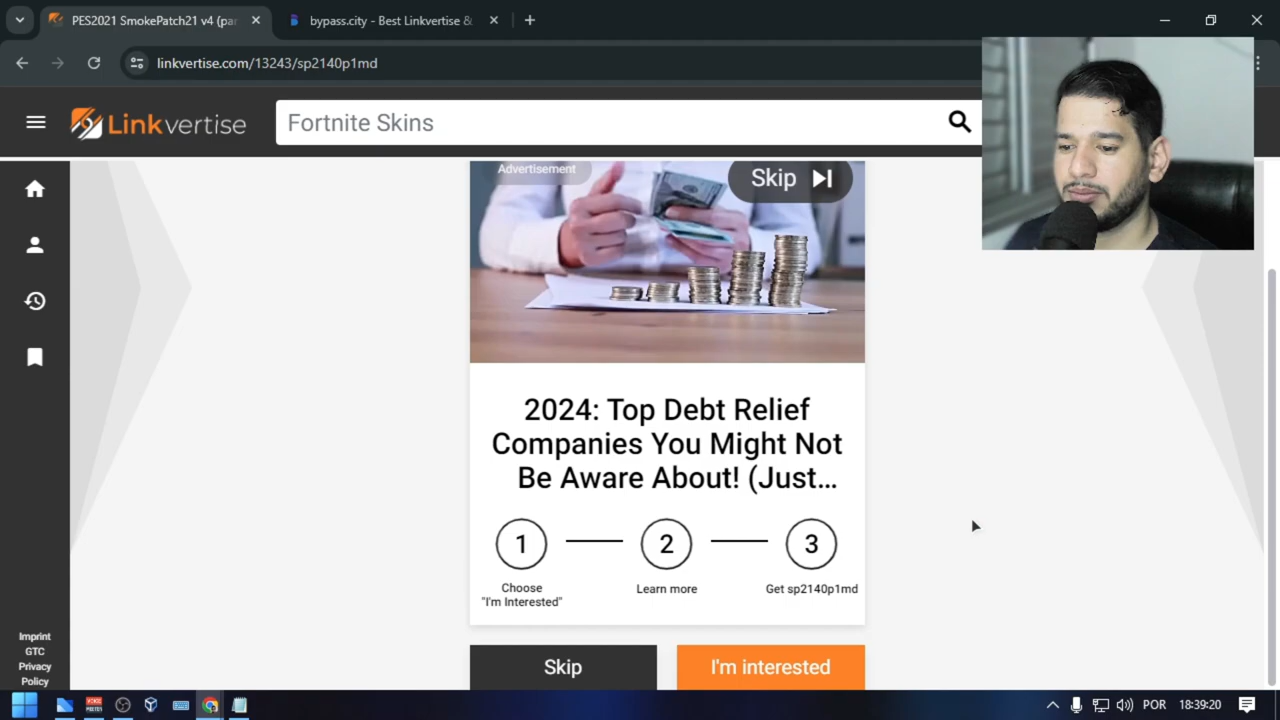 PES2021 SmokePatch21 v4 (par
bypass.city - Best Linkvertise &
linkvertise.com/13243/sp2140p1md
Linkvertise
Fortnite Skins
Advertisement
Skip
2024: Top Debt Relief
Companies You Might Not
Be Aware About! (Just...
1
2
3
Choose
"I'm Interested"
Learn more
Get sp2140p1md
Skip
I'm interested
Imprint
GTC
Privacy
Policy
POR
18:39:20